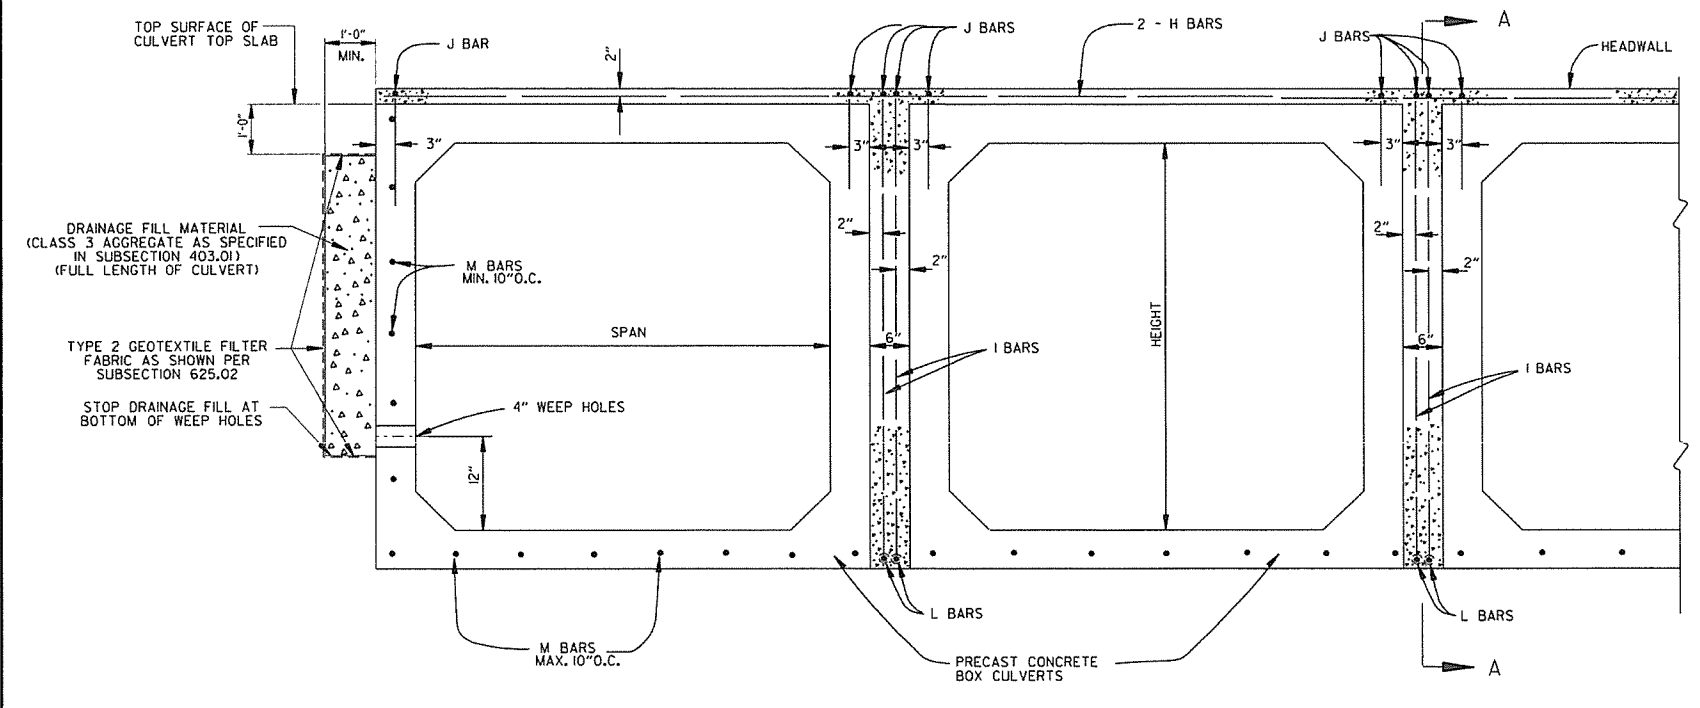 TOP SURFACE OF
CULVERT TOP SLAB
1'-0"
MIN.
J BAR
2"
J BARS
2 - H BARS
J BARS
A
HEADWALL
1'-0"
3"
3"
3"
3"
3"
DRAINAGE FILL MATERIAL
(CLASS 3 AGGREGATE AS SPECIFIED
IN SUBSECTION 403.01)
(FULL LENGTH OF CULVERT)
2"
2"
2"
2"
M BARS
MIN. 10"O.C.
SPAN
HEIGHT
6"
6"
I BARS
I BARS
TYPE 2 GEOTEXTILE FILTER
FABRIC AS SHOWN PER
SUBSECTION 625.02
STOP DRAINAGE FILL AT
BOTTOM OF WEEP HOLES
4" WEEP HOLES
12"
L BARS
L BARS
M BARS
MAX. 10"O.C.
PRECAST CONCRETE
BOX CULVERTS
A